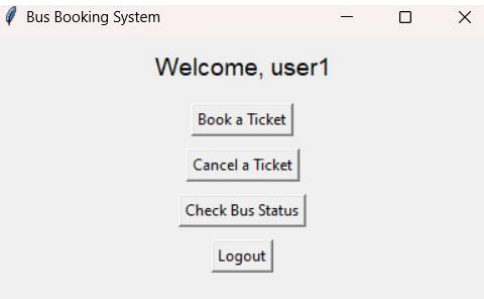 Bus Booking System
Welcome, user1
Book a Ticket
Cancel a Ticket
Check Bus Status
Logout